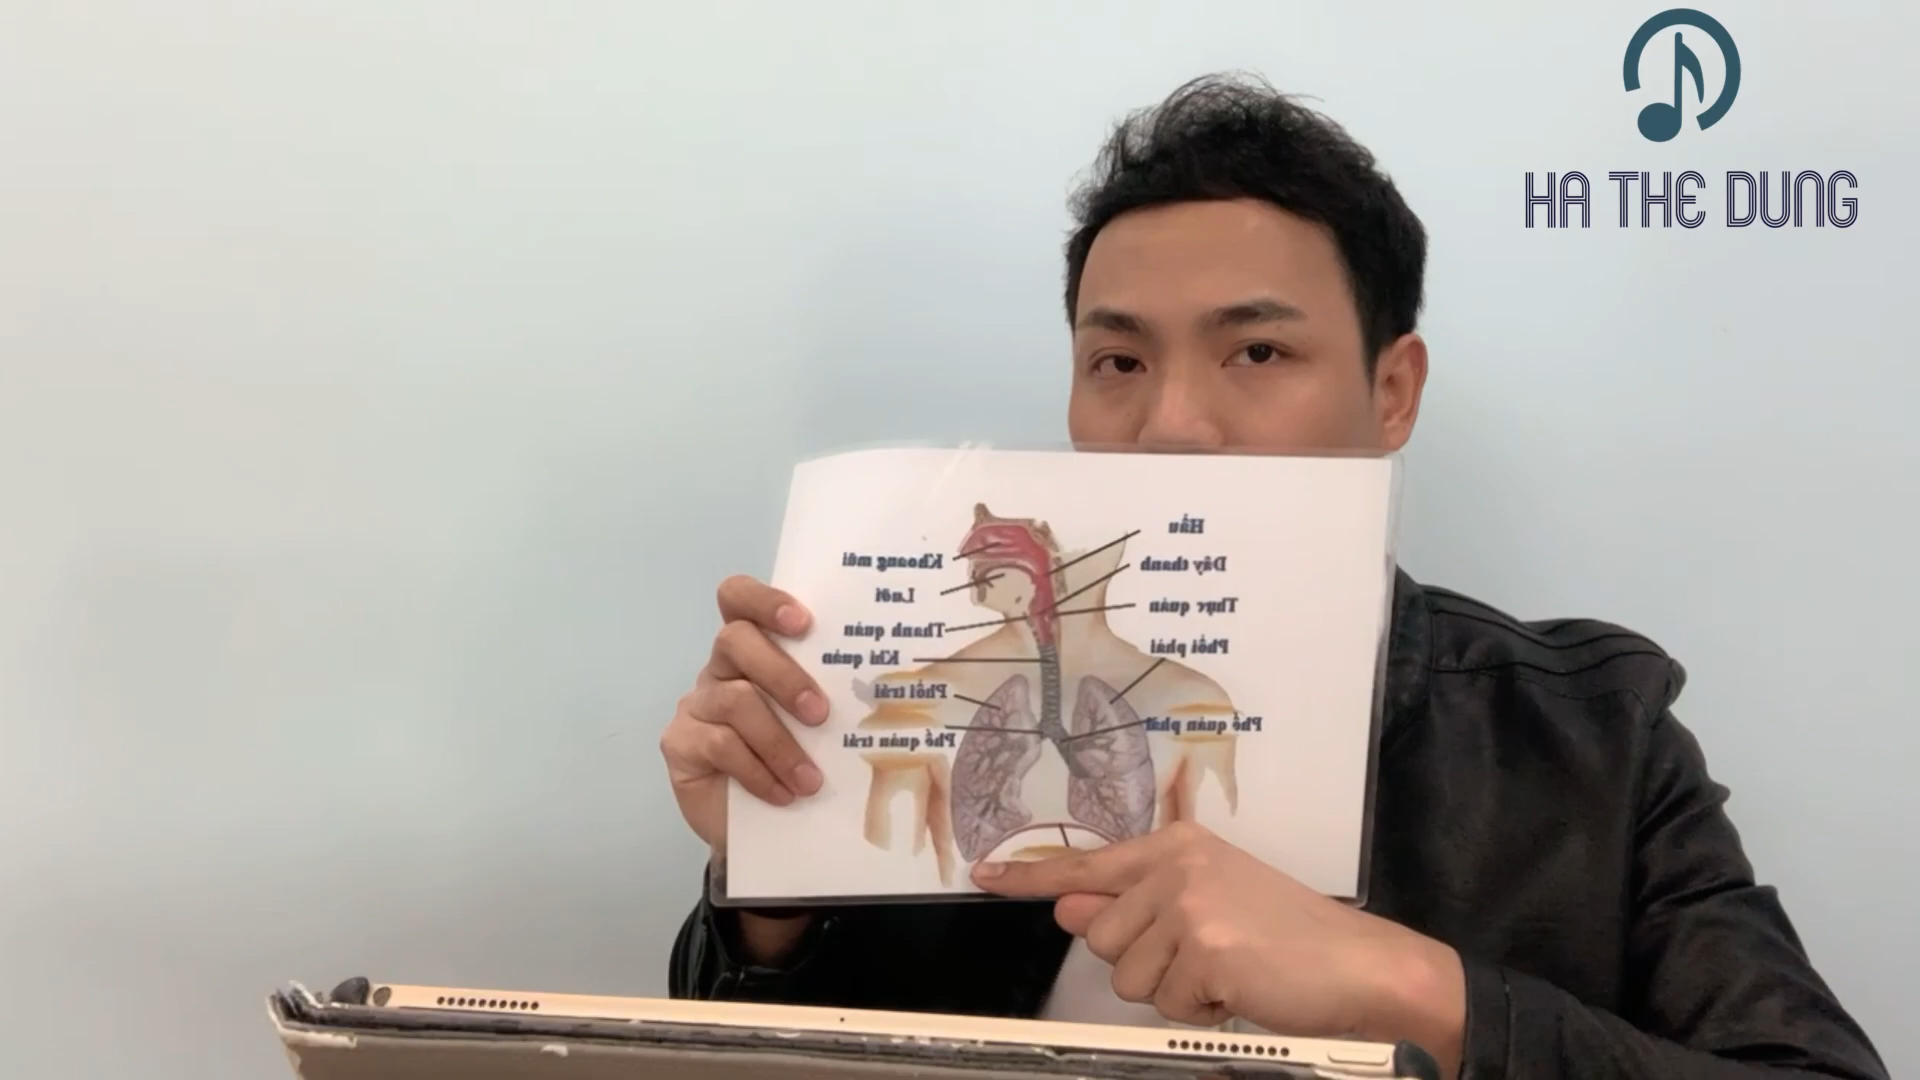 HA THE DUNG
Hầu
Khoang mũi
Dây thanh
Lưỡi
Thực quản
Thanh quản
Phổi phải
Khí quản
Phổi trái
Phế quản phải
Phế quản trái